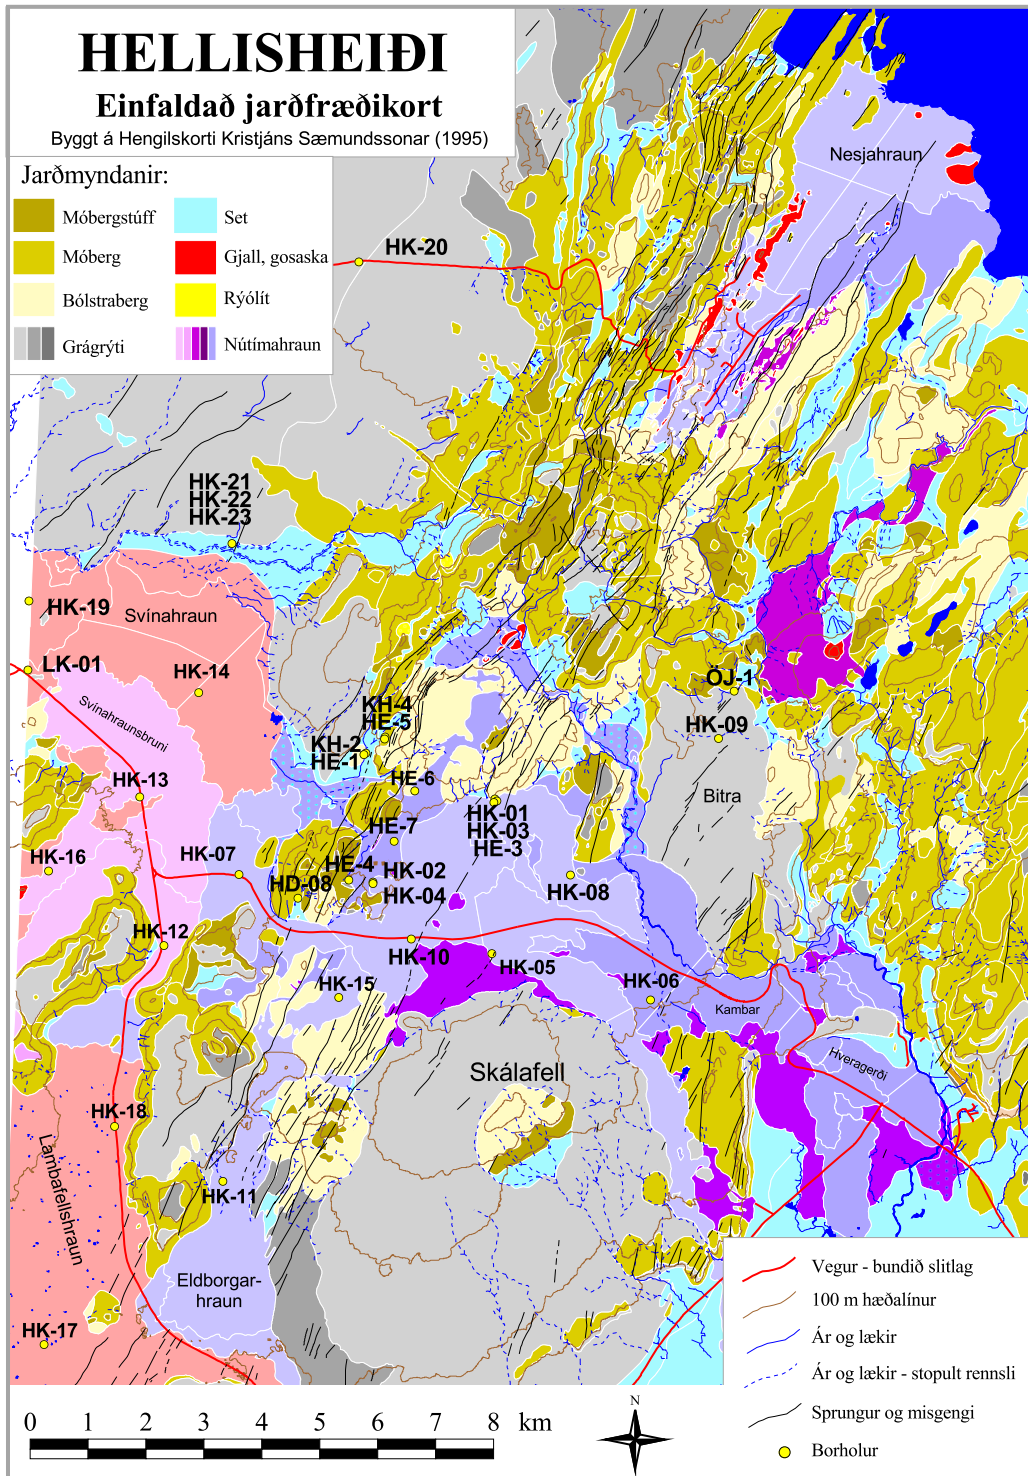 HELLISHEIÐI
Einfaldað jarðfræðikort
Byggt á Hengilskorti Kristjáns Sæmundssonar (1995)
Jarðmyndanir:
Móbergstúff
Set
Móberg
Gjall, gosaska
Bólstraberg
Rýólít
Grágrýti
Nútímahraun
Nesjahraun
HK-20
HK-21
HK-22
HK-23
HK-19
Svínahraun
LK-01
HK-14
Svínahraunsbruni
KH-4
HE-5
KH-2
HE-1
ÖJ-1
HK-09
HK-13
HE-6
Bitra
HK-01
HK-03
HE-3
HE-7
HK-16
HK-07
HE-4
HD-08
HK-02
HK-04
HK-08
HK-12
HK-10
HK-05
HK-15
HK-06
Kambar
Hveragerði
Skálafell
HK-18
Lambafellshraun
HK-11
Eldborgar-
hraun
HK-17
Vegur - bundið slitlag
100 m hæðalínur
Ár og lækir
Ár og lækir - stopult rennsli
Sprungur og misgengi
Borholur
0 1 2 3 4 5 6 7 8 km
N